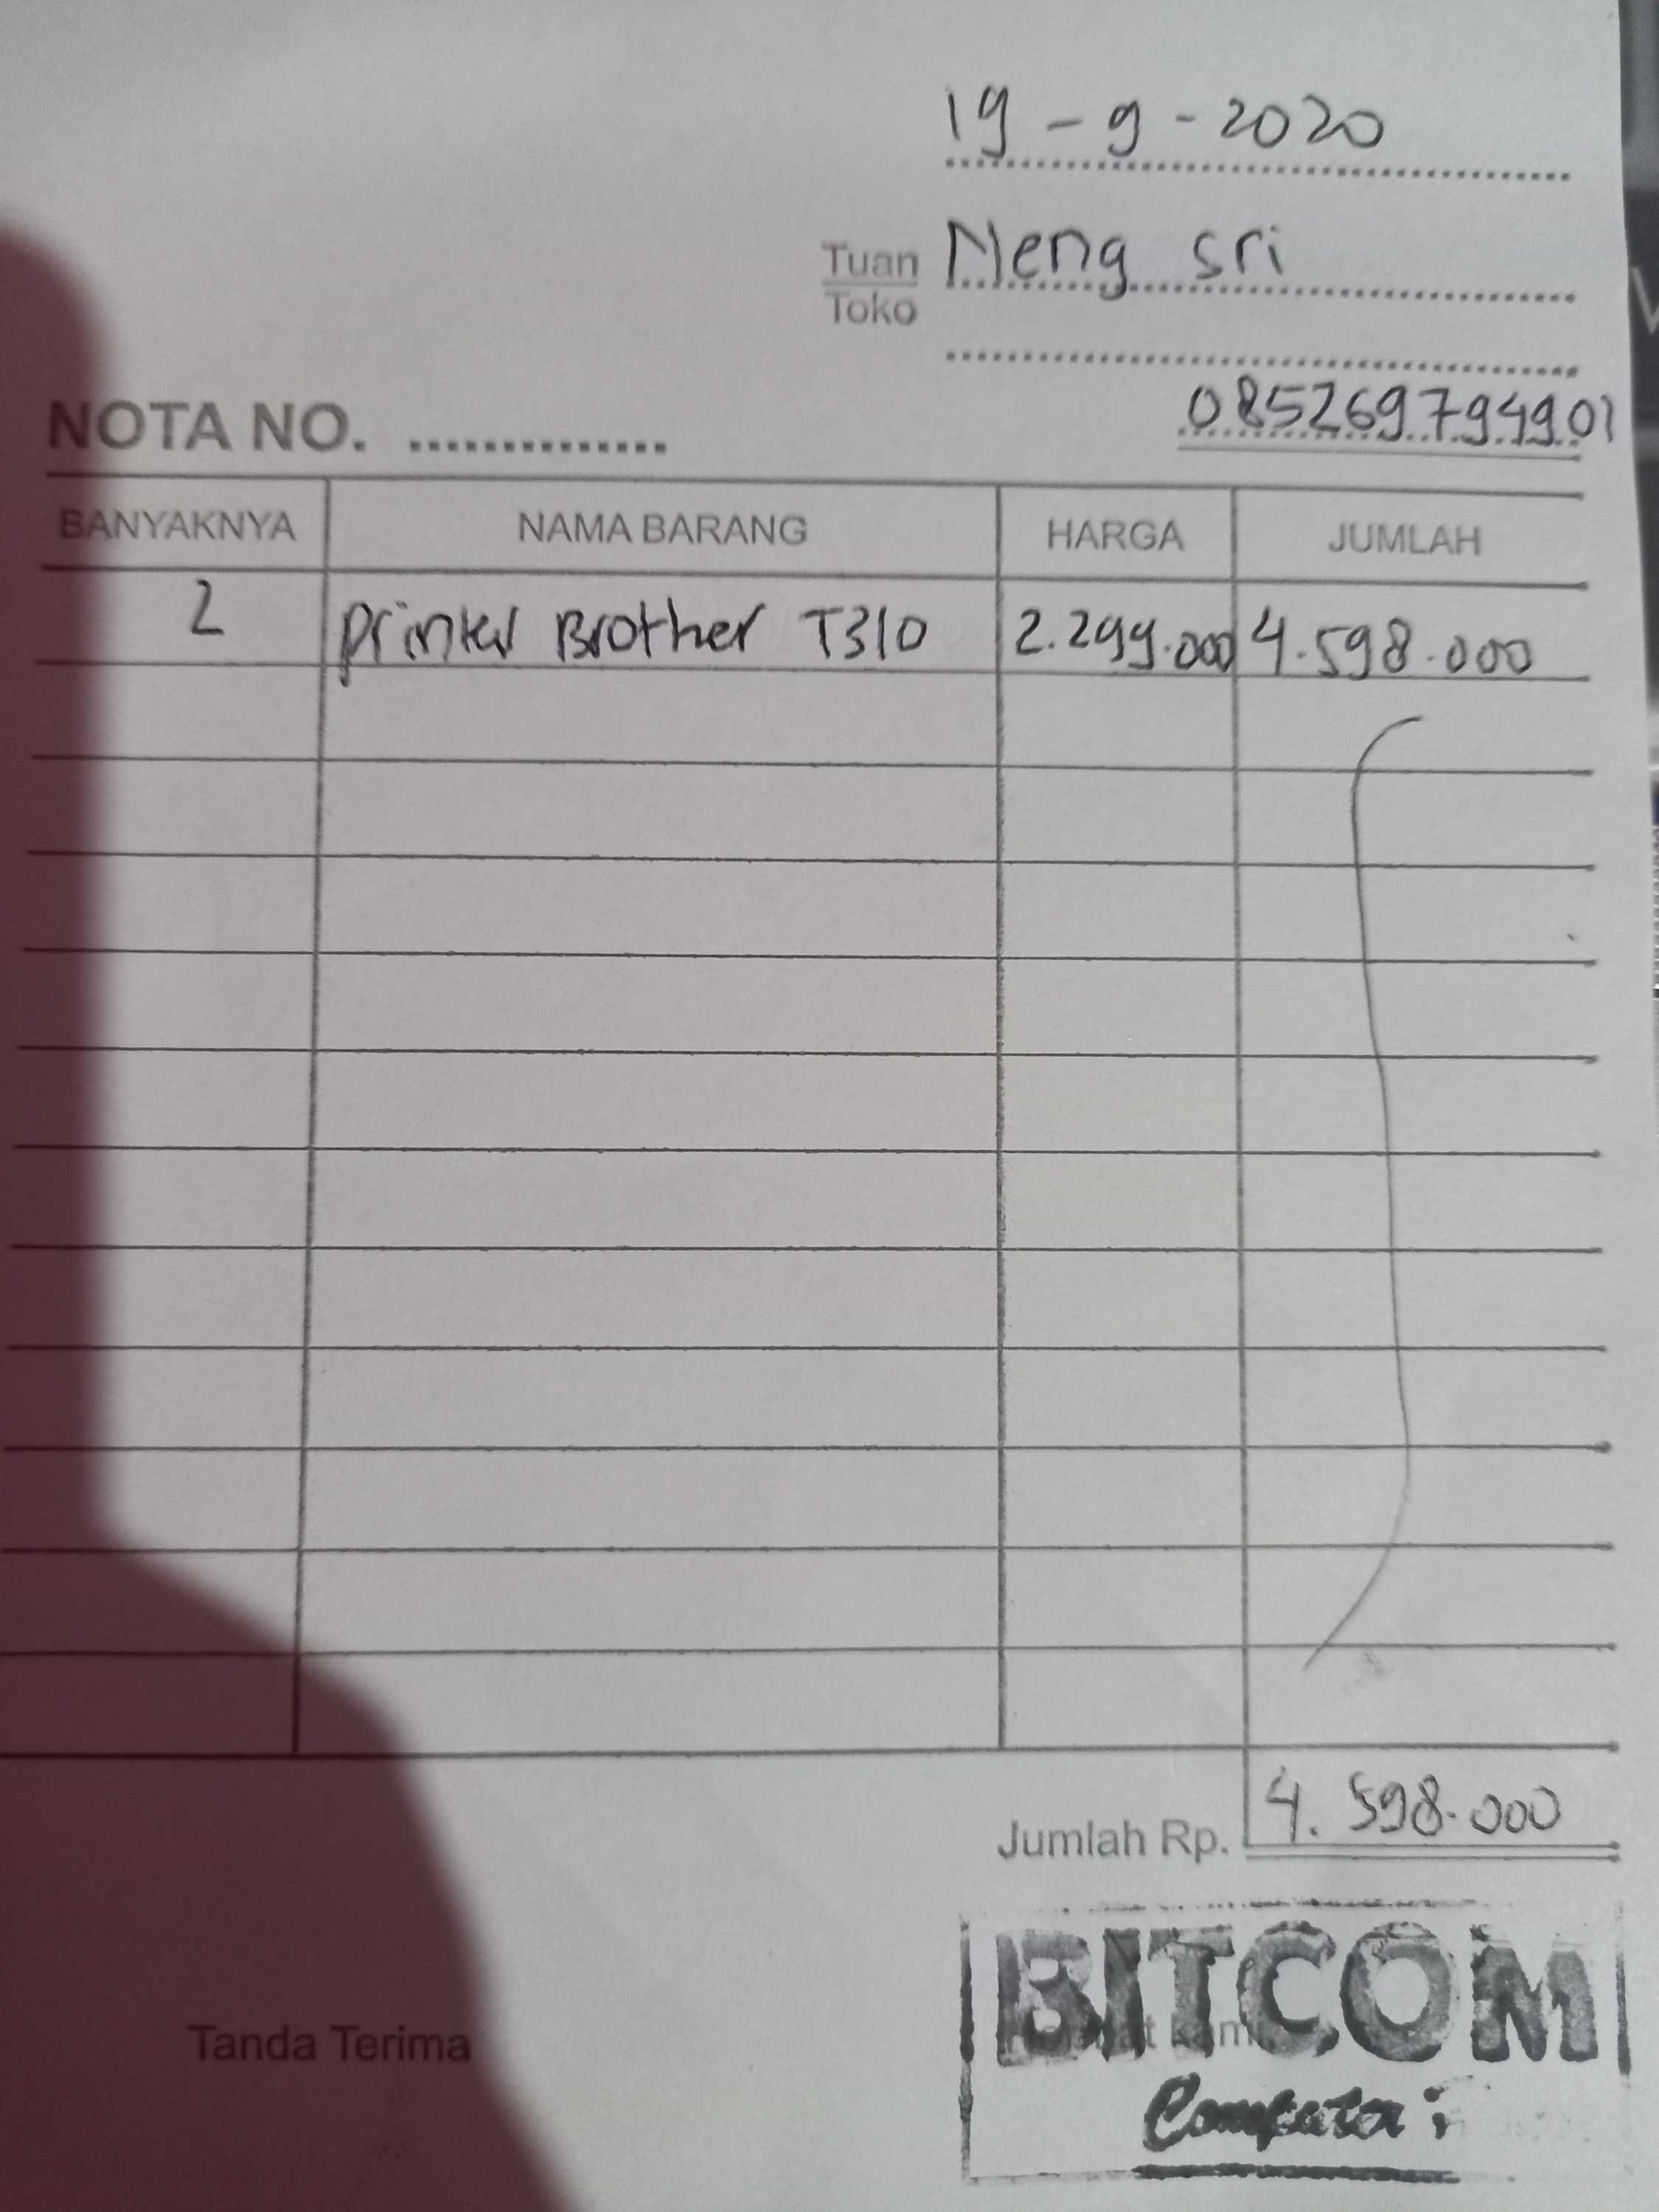 19 - 9 - 2020
Tuan Neng sri
Toko
NOTA NO. ..............
085269794901
BANYAKNYA NAMA BARANG HARGA JUMLAH
2 printer Brother T310 2.299.000 4.598.000
Jumlah Rp. 4.598.000
Tanda Terima
BITCOM
Computer